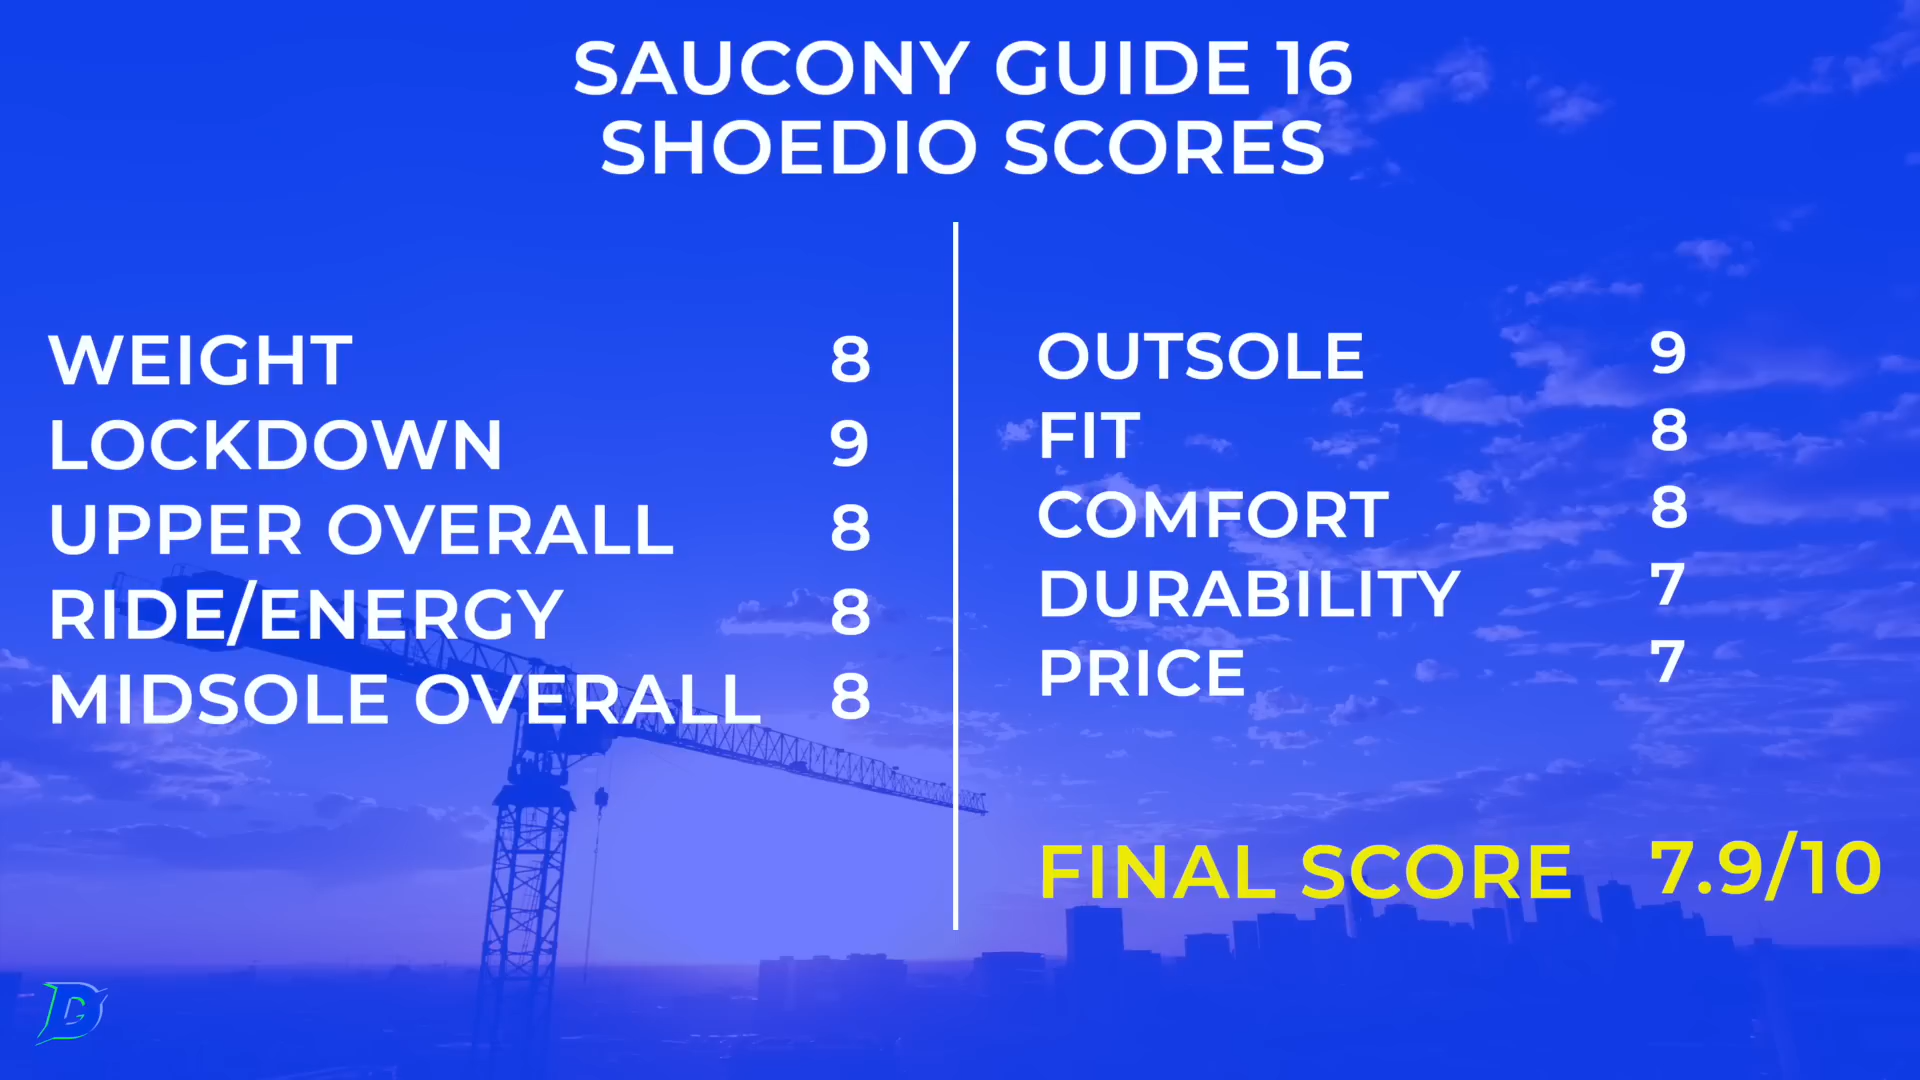 SAUCONY GUIDE 16
SHOEDIO SCORES
WEIGHT 8
LOCKDOWN 9
UPPER OVERALL 8
RIDE/ENERGY 8
MIDSOLE OVERALL 8
OUTSOLE 9
FIT 8
COMFORT 8
DURABILITY 7
PRICE 7
FINAL SCORE 7.9/10